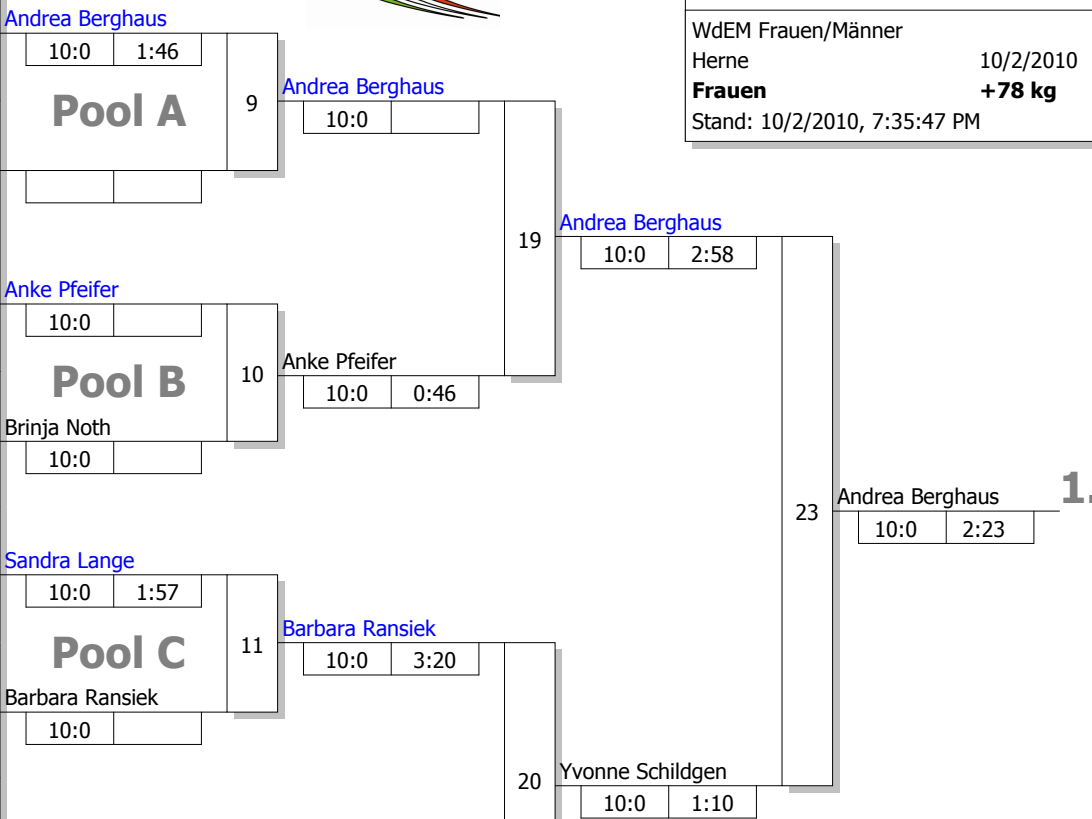 WdEM Frauen/Männer
Herne 10/2/2010
Frauen +78 kg
Stand: 10/2/2010, 7:35:47 PM
Andrea Berghaus
10:0 1:46
Pool A
9
Andrea Berghaus
10:0
19
Andrea Berghaus
10:0 2:58
Anke Pfeifer
10:0
Pool B
10
Anke Pfeifer
10:0 0:46
Brinja Noth
10:0
23
Andrea Berghaus
10:0 2:23
1.
Sandra Lange
10:0 1:57
Pool C
11
Barbara Ransiek
10:0 3:20
Barbara Ransiek
10:0
20
Yvonne Schildgen
10:0 1:10